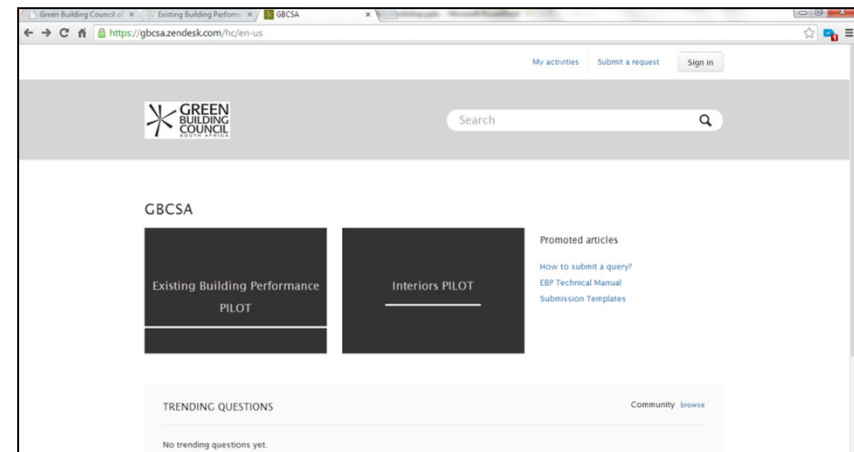 Green Building Council of
Existing Building Perform
GBCSA
https://gbcsa.zendesk.com/hc/en-us
My activities Submit a request Sign in
GREEN
BUILDING
COUNCIL
SOUTH AFRICA
Search
GBCSA
Existing Building Performance
PILOT
Interiors PILOT
Promoted articles
How to submit a query?
EBP Technical Manual
Submission Templates
TRENDING QUESTIONS
Community browse
No trending questions yet.